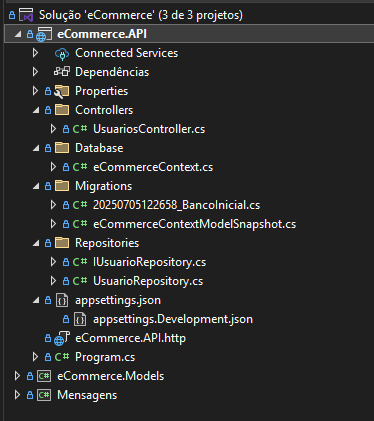 Solução 'eCommerce' (3 de 3 projetos)
eCommerce.API
Connected Services
Dependências
Properties
Controllers
C# UsuariosController.cs
Database
C# eCommerceContext.cs
Migrations
C# 20250705122658_BancoInicial.cs
C# eCommerceContextModelSnapshot.cs
Repositories
C# IUsuarioRepository.cs
C# UsuarioRepository.cs
appsettings.json
appsettings.Development.json
eCommerce.API.http
C# Program.cs
C# eCommerce.Models
C# Mensagens